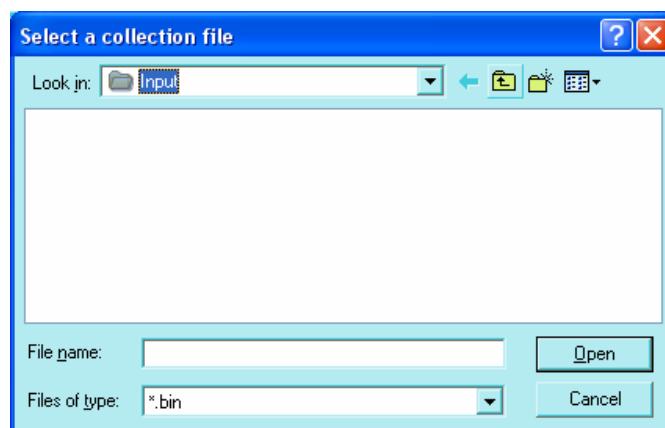 Select a collection file
?
Look in: Input
File name:
Open
Files of type: *.bin
Cancel